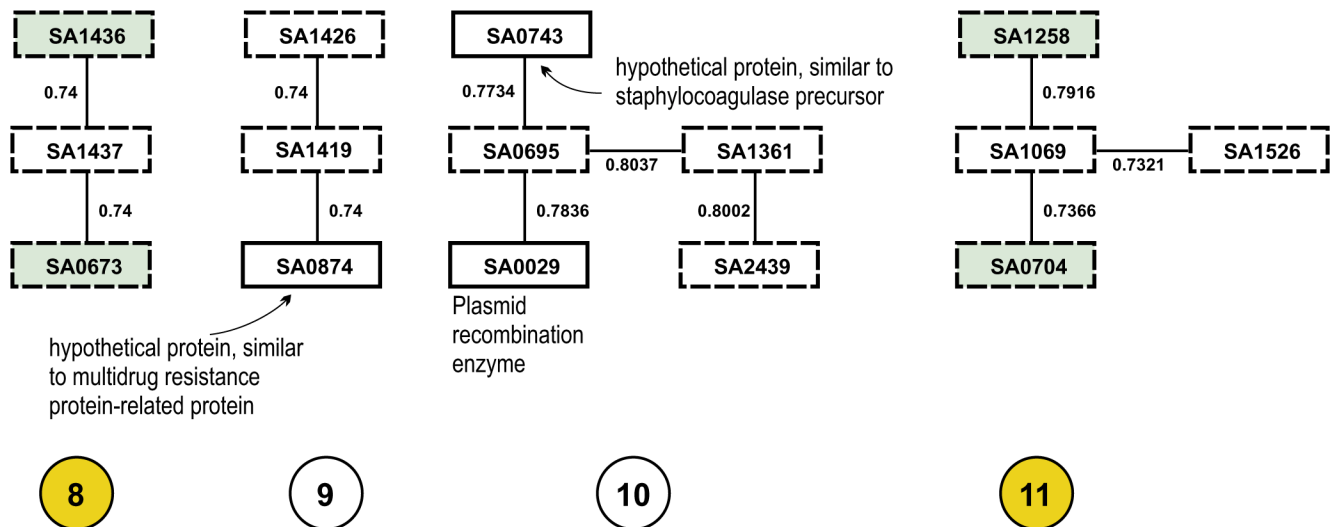 SA1436
SA1426
SA0743
SA1258
hypothetical protein, similar to
staphylocoagulase precursor
0.74
0.74
0.7734
0.7916
SA1437
SA1419
SA0695
SA1361
SA1069
SA1526
0.8037
0.7321
0.74
0.74
0.7836
0.8002
0.7366
SA0673
SA0874
SA0029
SA2439
SA0704
Plasmid
recombination
enzyme
hypothetical protein, similar
to multidrug resistance
protein-related protein
8
9
10
11